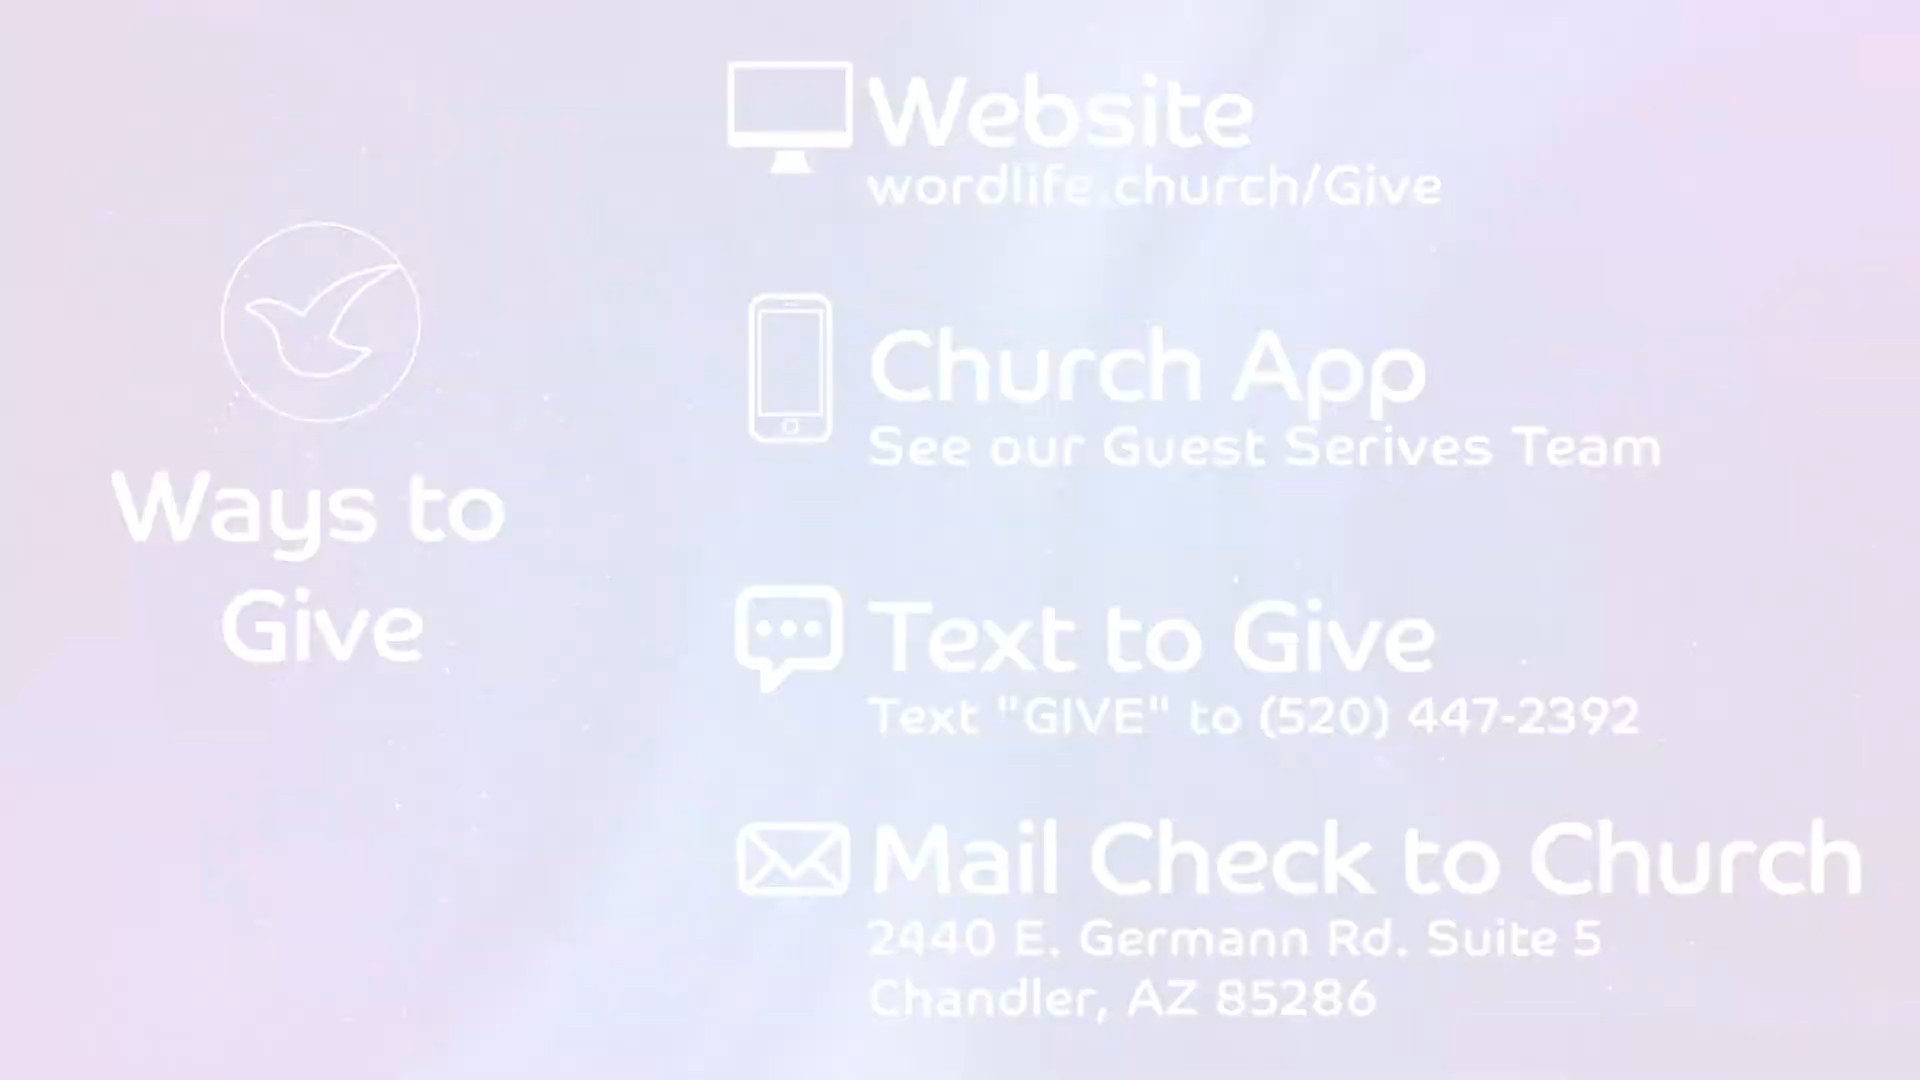 Ways to
Give
Website
wordlife.church/Give
Church App
See our Guest Serives Team
Text to Give
Text "GIVE" to (520) 447-2392
Mail Check to Church
2440 E. Germann Rd. Suite 5
Chandler, AZ 85286